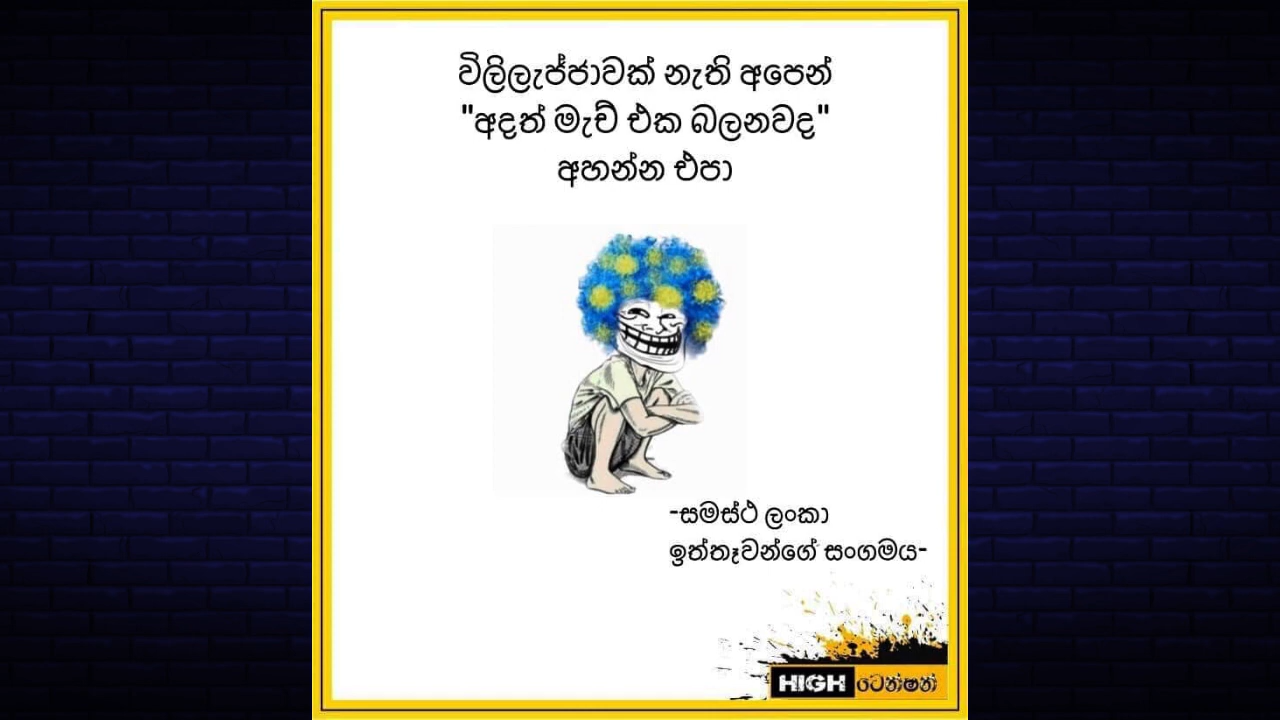 විලිලැජ්ජාවක් නැති අපෙන්
"අදත් මැච් එක බලනවද"
අහන්න එපා
-සමස්ථ ලංකා
ඉත්තෑවන්ගේ සංගමය-
HIGH ටෙන්ෂන්